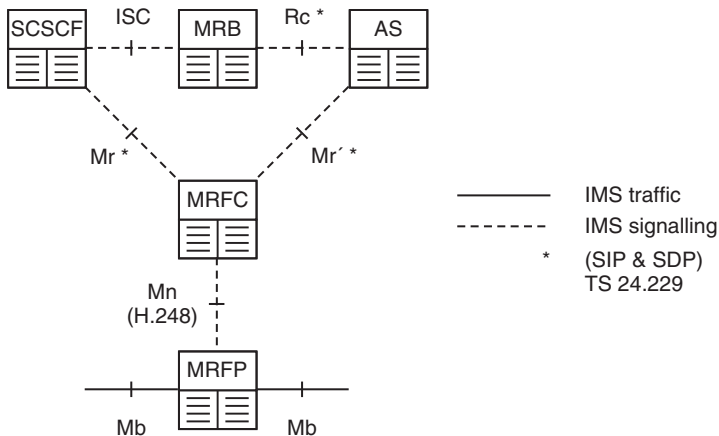 ISC
Rc *
SCSCF
MRB
AS
Mr *
Mr´ *
MRFC
IMS traffic
IMS signalling
* (SIP & SDP)
TS 24.229
Mn
(H.248)
MRFP
Mb
Mb